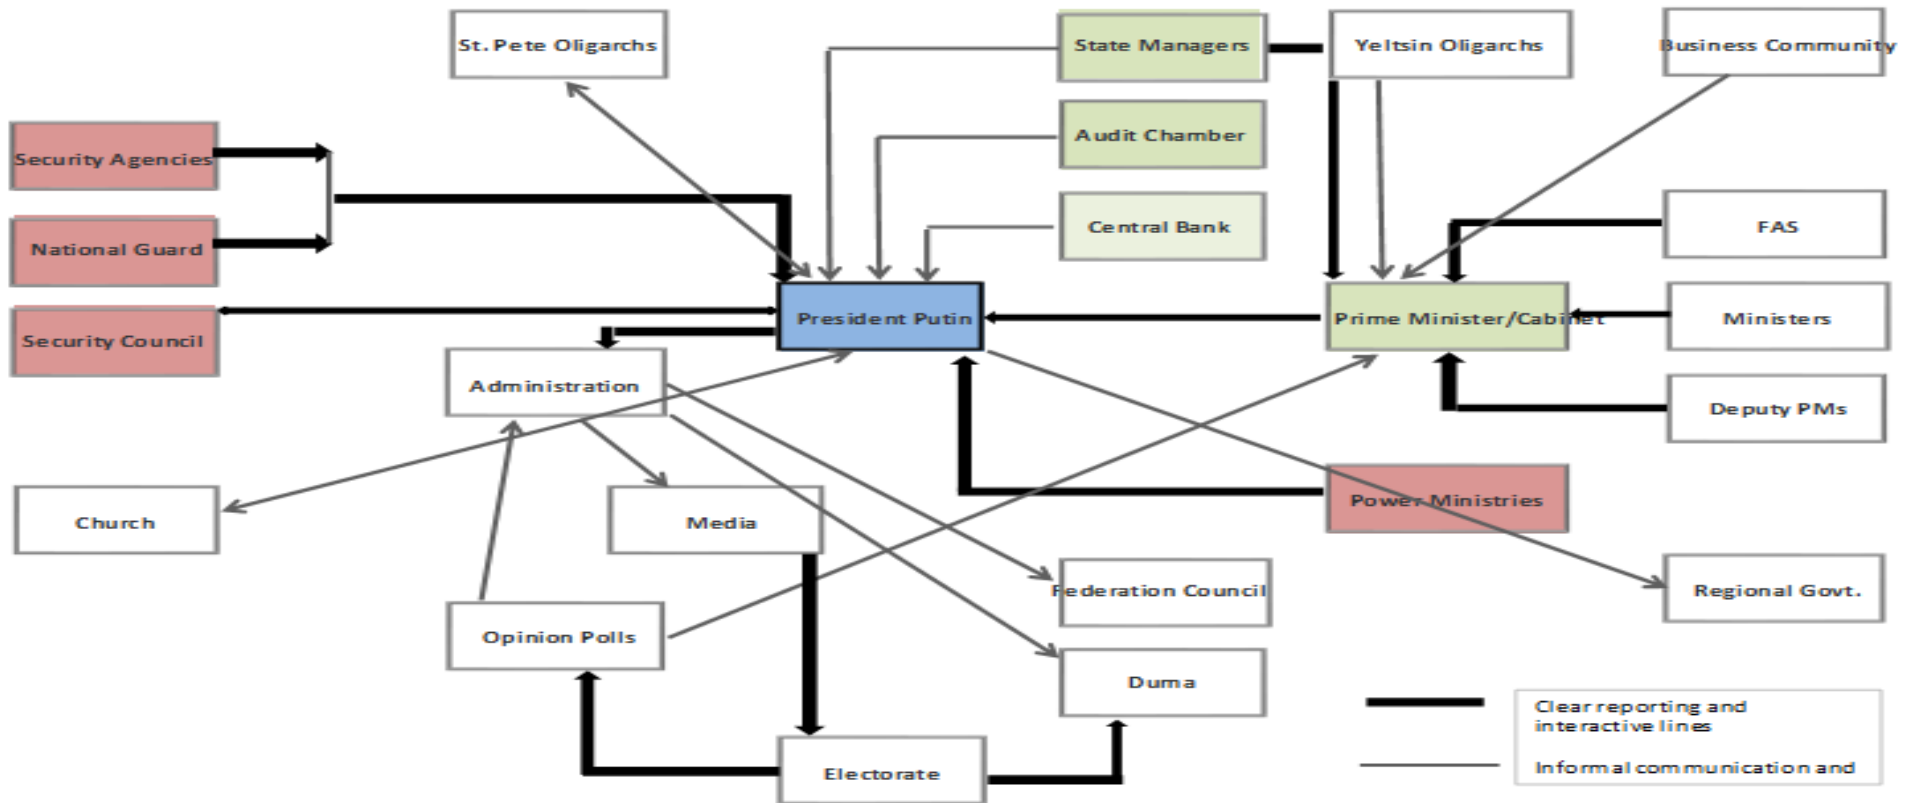 St. Pete Oligarchs
State Managers
Yeltsin Oligarchs
Business Community
Security Agencies
Audit Chamber
National Guard
Central Bank
FAS
Security Council
President Putin
Prime Minister/Cabinet
Ministers
Administration
Deputy PMs
Church
Media
Power Ministries
Federation Council
Regional Govt.
Opinion Polls
Duma
Electorate
Clear reporting and
interactive lines
Informal communication and